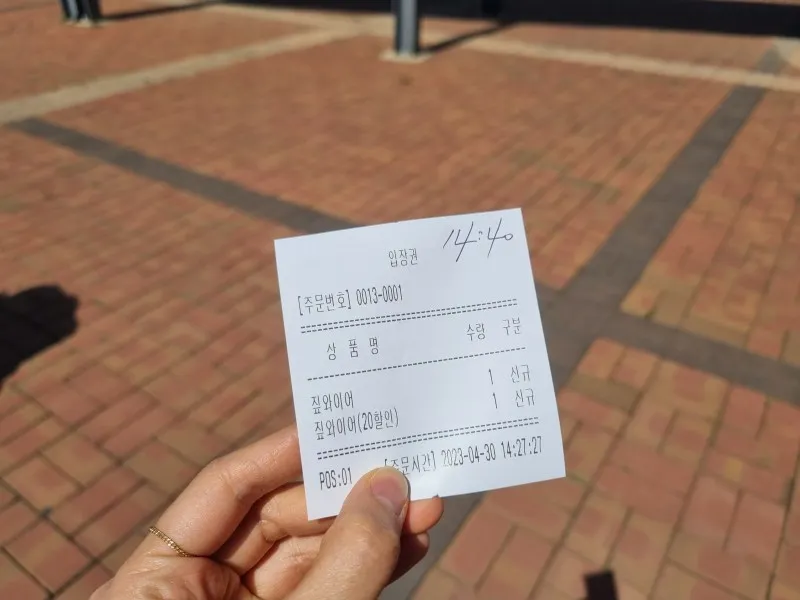 입장권 14:40
[주문번호] 0013-0001
상 품 명 수량 구분
짚와이어 1 신규
짚와이어(20할인) 1 신규
POS:01 [주문시간] 2023-04-30 14:27:27